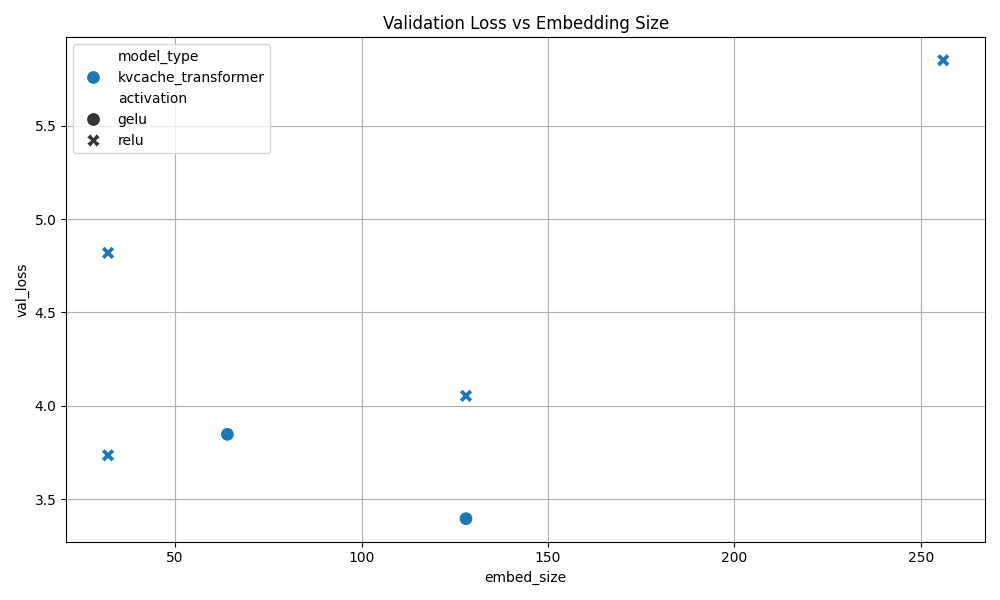 Validation Loss vs Embedding Size
model_type
kvcache_transformer
activation
gelu
relu
5.5
5.0
4.5
4.0
3.5
val_loss
50
100
150
200
250
embed_size